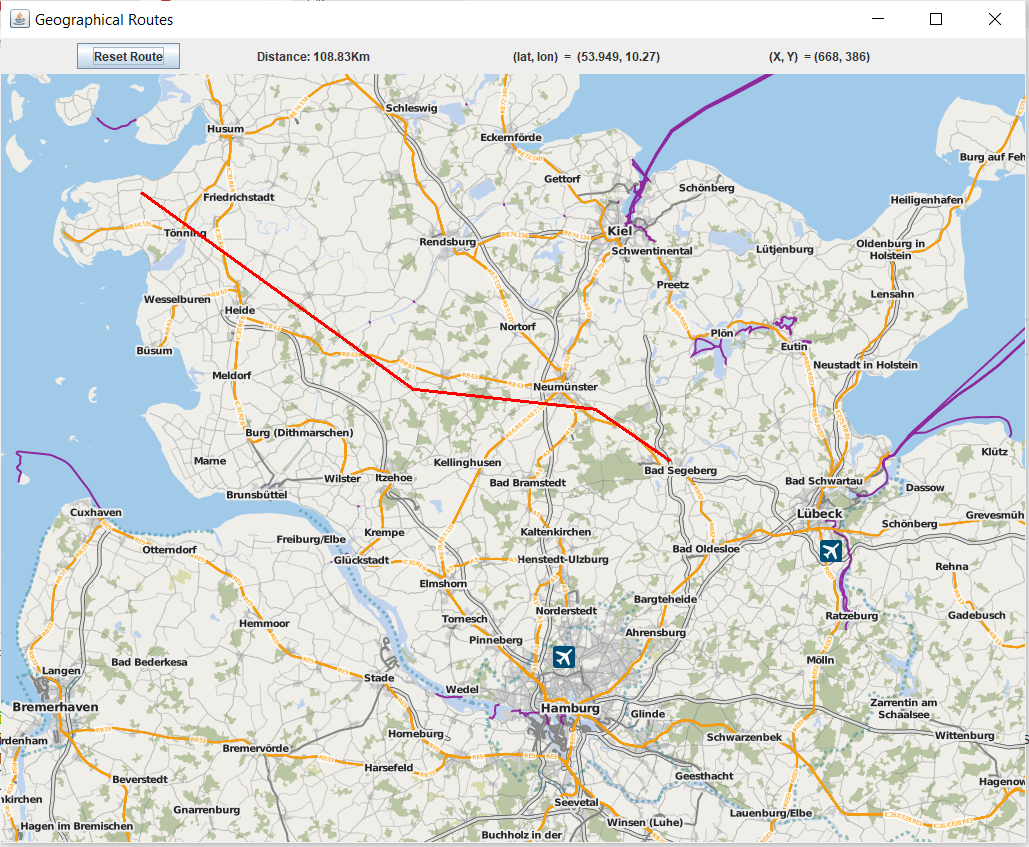 Geographical Routes
Reset Route
Distance: 108.83Km
(lat, lon) = (53.949, 10.27)
(X, Y) = (668, 386)
Schleswig
Husum
Eckernförde
Burg auf Feh
Gettorf
Schönberg
Friedrichstadt
Heiligenhafen
Tönning
Kiel
Rendsburg
Schwentinental
Lütjenburg
Oldenburg in
Holstein
Preetz
Lensahn
Wesselburen
Heide
Nortorf
Plön
Eutin
Büsum
Neustadt in Holstein
Meldorf
Neumünster
Burg (Dithmarschen)
Marne
Kellinghusen
Bad Segeberg
Klütz
Wilster
Itzehoe
Bad Bramstedt
Bad Schwartau
Dassow
Brunsbüttel
Cuxhaven
Lübeck
Grevesmüh
Schönberg
Krempe
Kaltenkirchen
Freiburg/Elbe
Otterndorf
Bad Oldesloe
Glückstadt
Henstedt-Ulzburg
Rehna
Elmshorn
Bargteheide
Norderstedt
Ratzeburg
Gadebusch
Hemmoor
Tornesch
Pinneberg
Ahrensburg
Bad Bederkesa
Mölln
Langen
Stade
Wedel
Zarrentin am
Schaalsee
Bremerhaven
Hamburg
Glinde
Horneburg
Schwarzenbek
Wittenburg
rdenham
Bremervörde
Harsefeld
Geesthacht
Beverstedt
Hagenow
nkirchen
Gnarrenburg
Seevetal
Lauenburg/Elbe
Hagen im Bremischen
Winsen (Luhe)
Buchholz in der